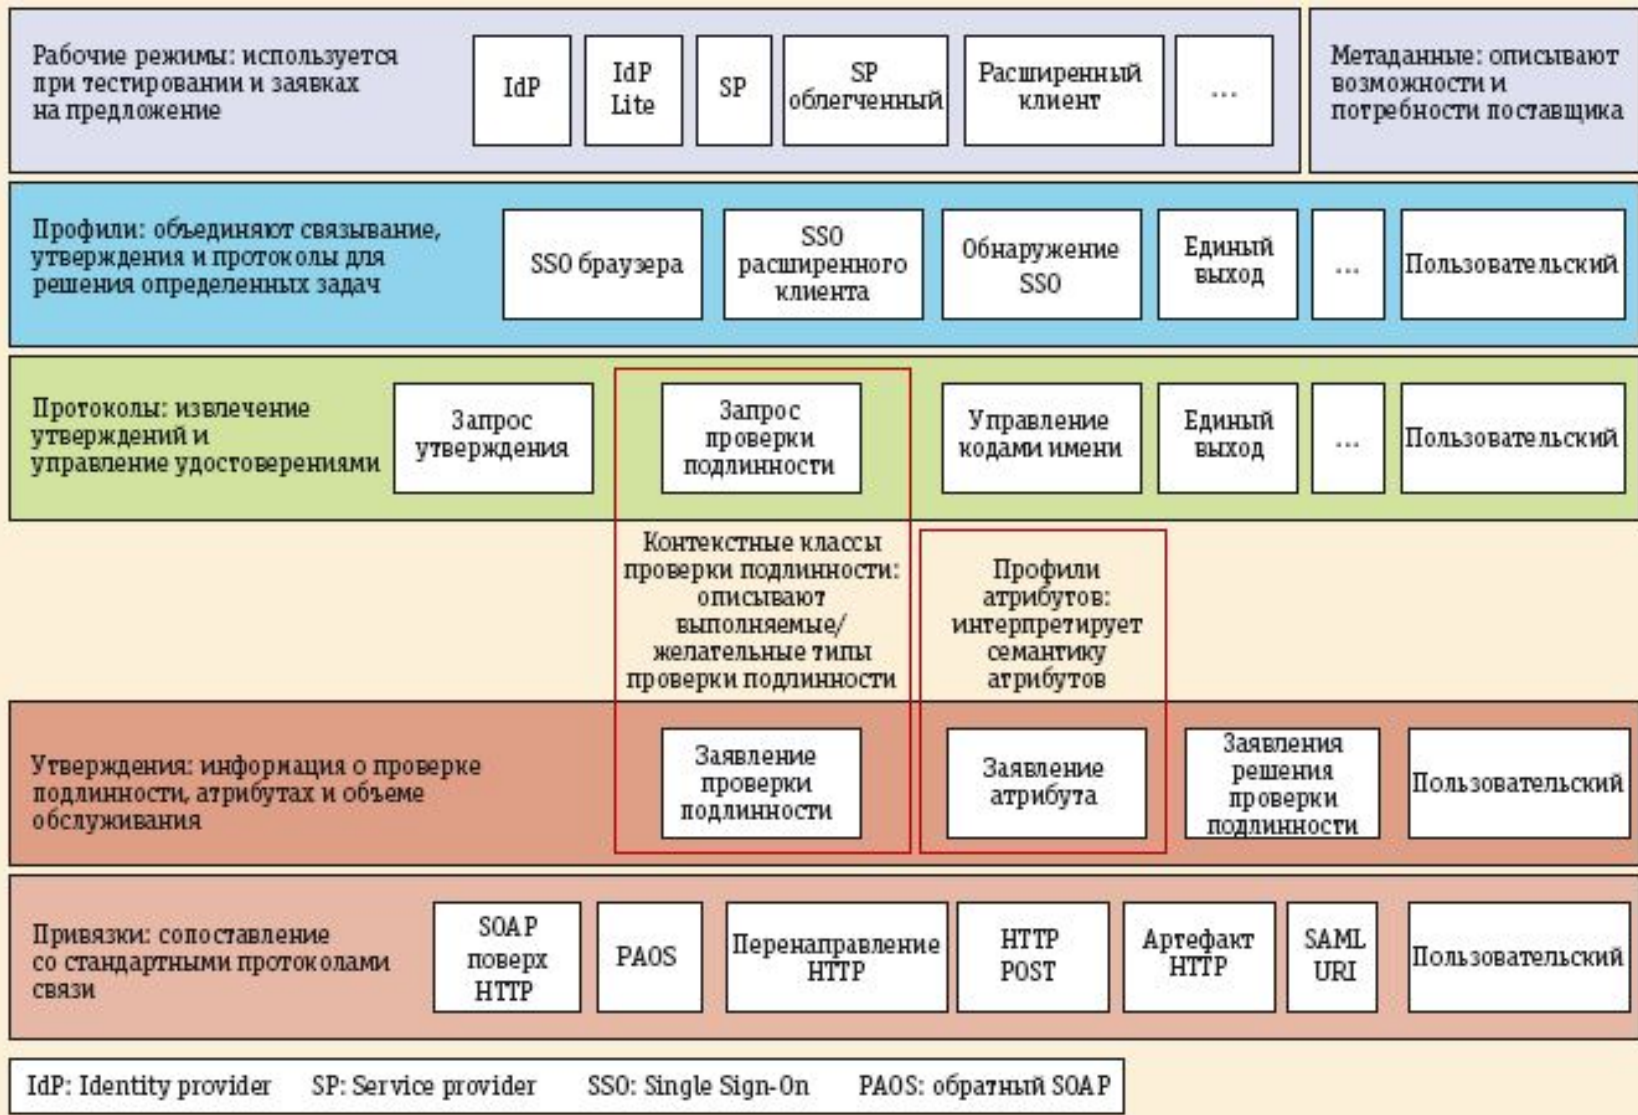 Рабочие режимы: используется
при тестировании и заявках
на предложение
IdP
IdP
Lite
SP
SP
облегченный
Расширенный
клиент
...
Метаданные: описывают
возможности и
потребности поставщика
Профили: объединяют связывание,
утверждения и протоколы для
решения определенных задач
SSO браузера
SSO
расширенного
клиента
Обнаружение
SSO
Единый
выход
...
Пользовательский
Протоколы: извлечение
утверждений и
управление удостоверениями
Запрос
утверждения
Запрос
проверки
подлинности
Управление
кодами имени
Единый
выход
...
Пользовательский
Контекстные классы
проверки подлинности:
описывают
выполняемые/
желательные типы
проверки подлинности
Профили
атрибутов:
интерпретирует
семантику
атрибутов
Утверждения: информация о проверке
подлинности, атрибутах и объеме
обслуживания
Заявление
проверки
подлинности
Заявление
атрибута
Заявления
решения
проверки
подлинности
Пользовательский
Привязки: сопоставление
со стандартными протоколами
связи
SOAP
поверх
HTTP
PAOS
Перенаправление
HTTP
HTTP
POST
Артефакт
HTTP
SAML
URI
Пользовательский
IdP: Identity provider SP: Service provider SSO: Single Sign-On PAOS: обратный SOAP